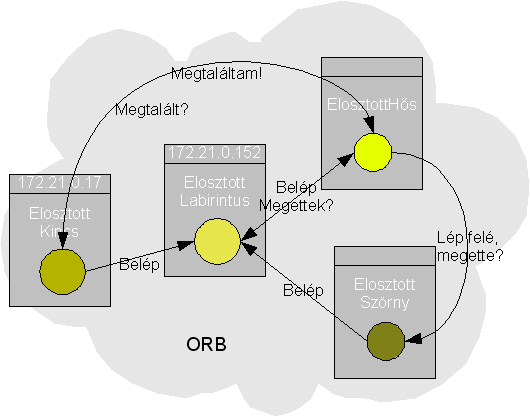 Megtaláltam!
Megtalált?
ElosztottHős
172.21.0.152
Elosztott
Labirintus
172.21.0.17
Elosztott
Kincs
Belép
Megettek?
Belép
Belép
Lép felé,
megette?
Elosztott
Szörny
ORB